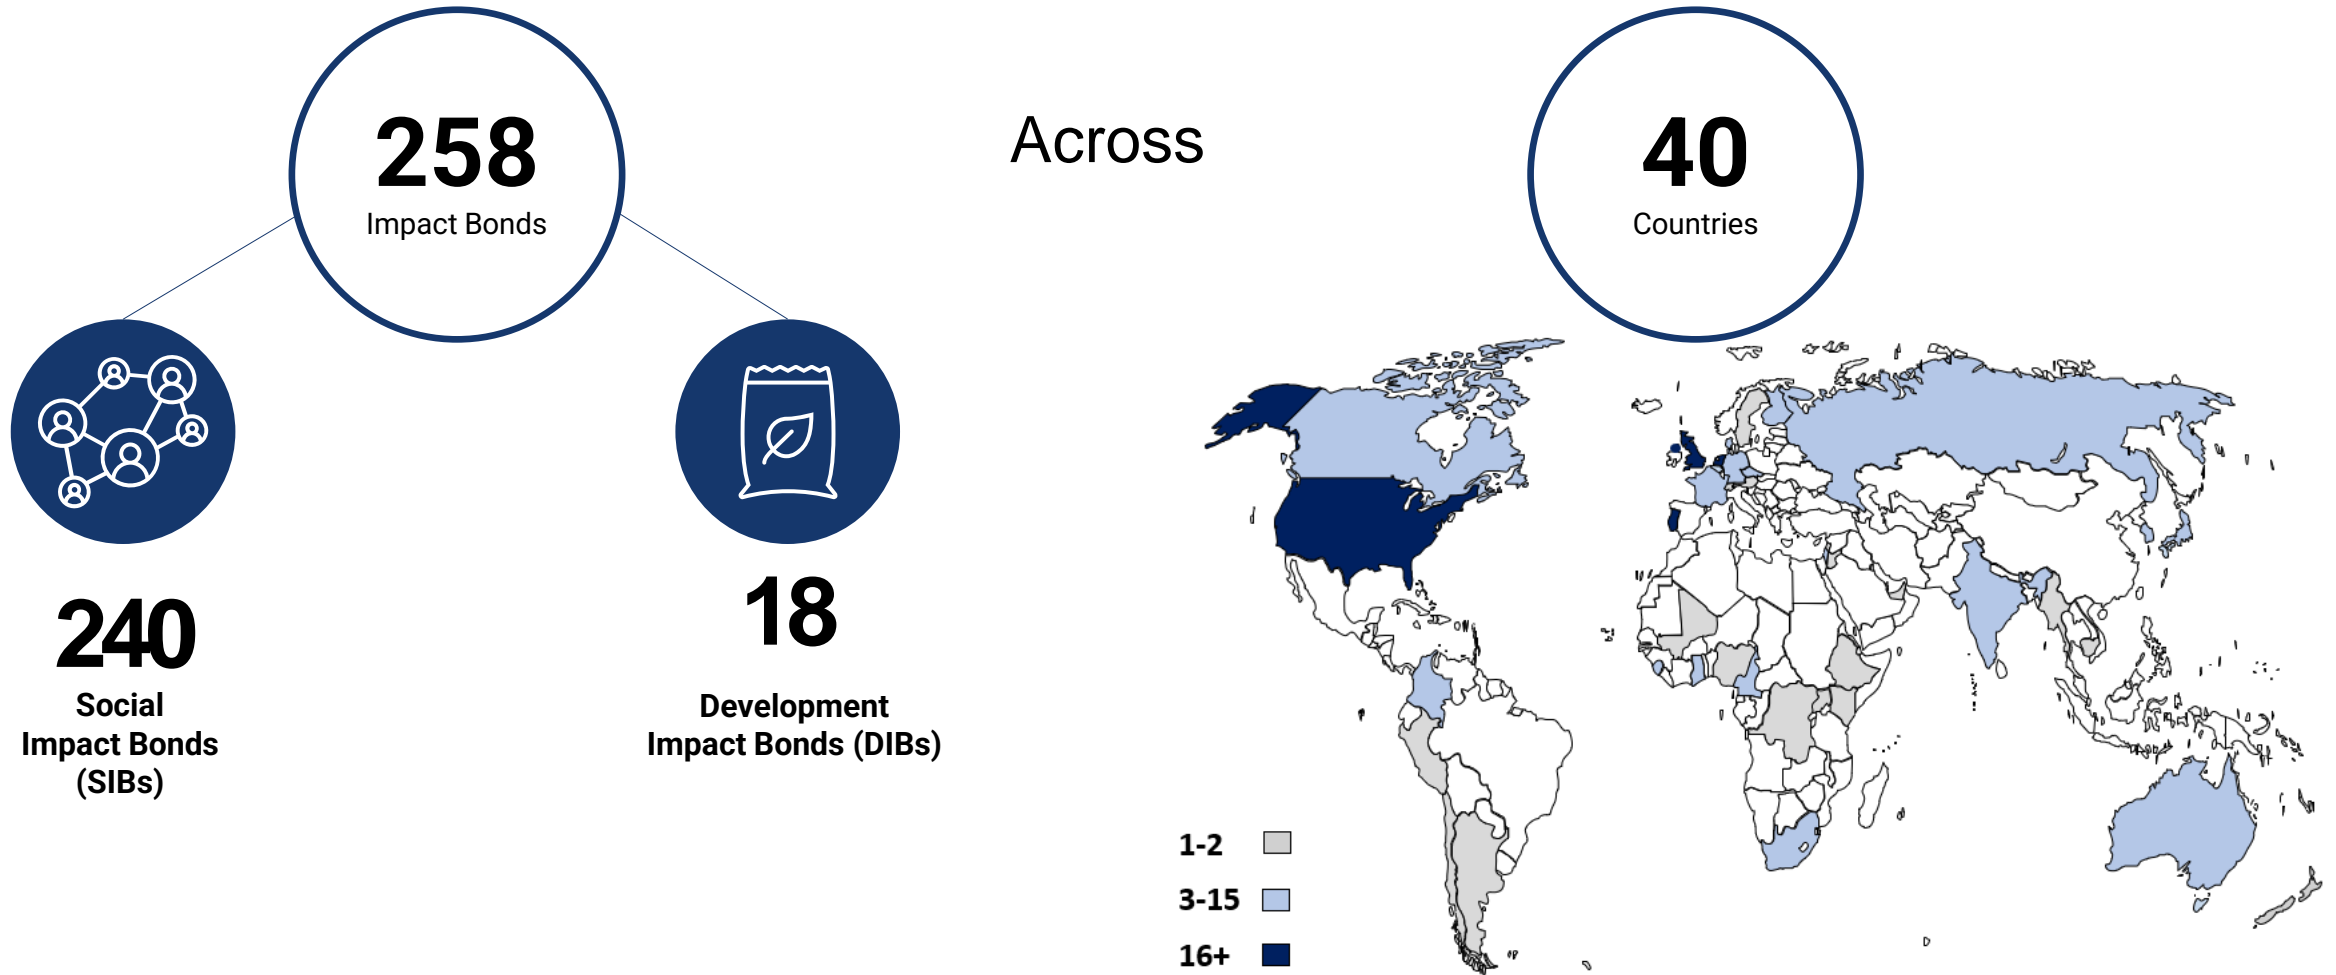 258
Impact Bonds
Across
40
Countries
240
Social
Impact Bonds
(SIBs)
18
Development
Impact Bonds (DIBs)
1-2
3-15
16+